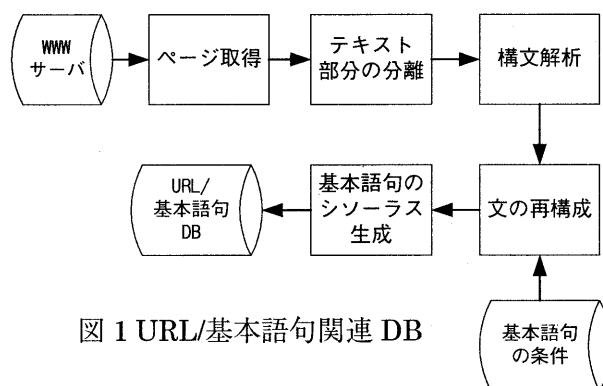 WWW
サーバ
ページ取得
テキスト
部分の分離
構文解析
URL/
基本語句
DB
基本語句の
シソーラス
生成
文の再構成
図 1 URL/基本語句関連 DB
基本語句
の条件